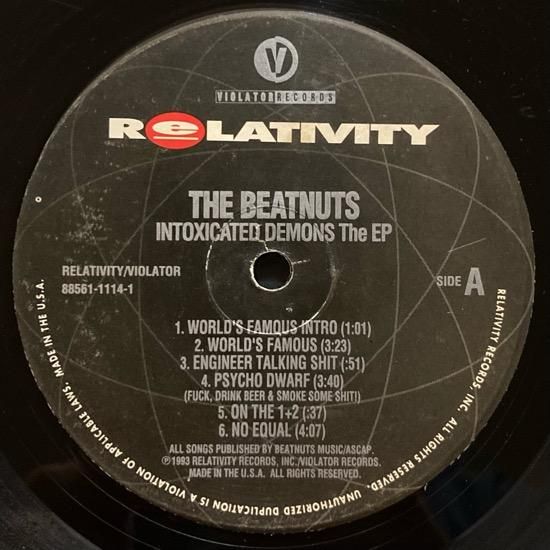 V
VIOLATOR RECORDS
RELATIVITY
THE BEATNUTS
INTOXICATED DEMONS The EP
RELATIVITY/VIOLATOR
88561-1114-1
SIDE A
1. WORLD'S FAMOUS INTRO (1:01)
2. WORLD'S FAMOUS (3:23)
3. ENGINEER TALKING SHIT (:51)
4. PSYCHO DWARF (3:40)
(FUCK, DRINK BEER & SMOKE SOME SHIT!)
5. ON THE 1+2 (:37)
6. NO EQUAL (4:07)
ALL SONGS PUBLISHED BY BEATNUTS MUSIC/ASCAP.
℗1993 RELATIVITY RECORDS, INC./VIOLATOR RECORDS.
MADE IN THE U.S.A. ALL RIGHTS RESERVED.
RELATIVITY RECORDS, INC. ALL RIGHTS RESERVED. UNAUTHORIZED DUPLICATION IS A VIOLATION OF APPLICABLE LAWS. MADE IN THE U.S.A.